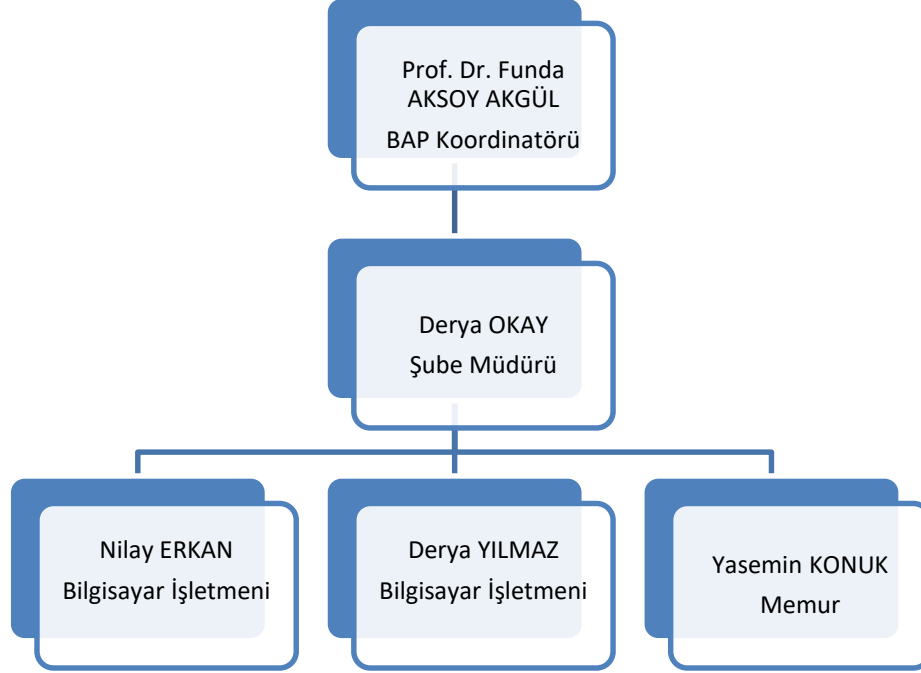 Prof. Dr. Funda
AKSOY AKGÜL
BAP Koordinatörü
Derya OKAY
Şube Müdürü
Nilay ERKAN
Bilgisayar İşletmeni
Derya YILMAZ
Bilgisayar İşletmeni
Yasemin KONUK
Memur